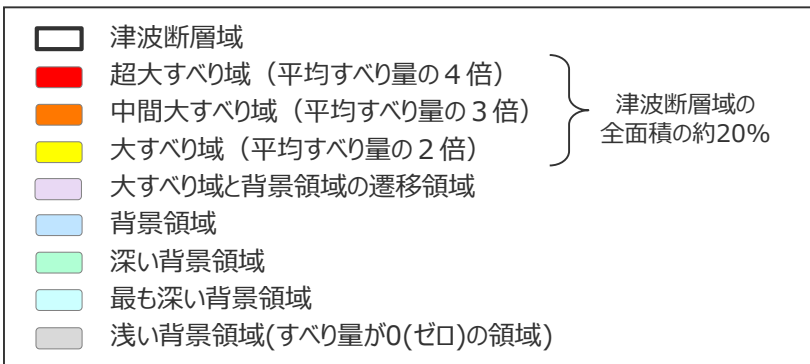 津波断層域
超大すべり域（平均すべり量の４倍）
中間大すべり域（平均すべり量の３倍）
大すべり域（平均すべり量の２倍）
津波断層域の
全面積の約20%
大すべり域と背景領域の遷移領域
背景領域
深い背景領域
最も深い背景領域
浅い背景領域(すべり量が0(ゼロ)の領域)